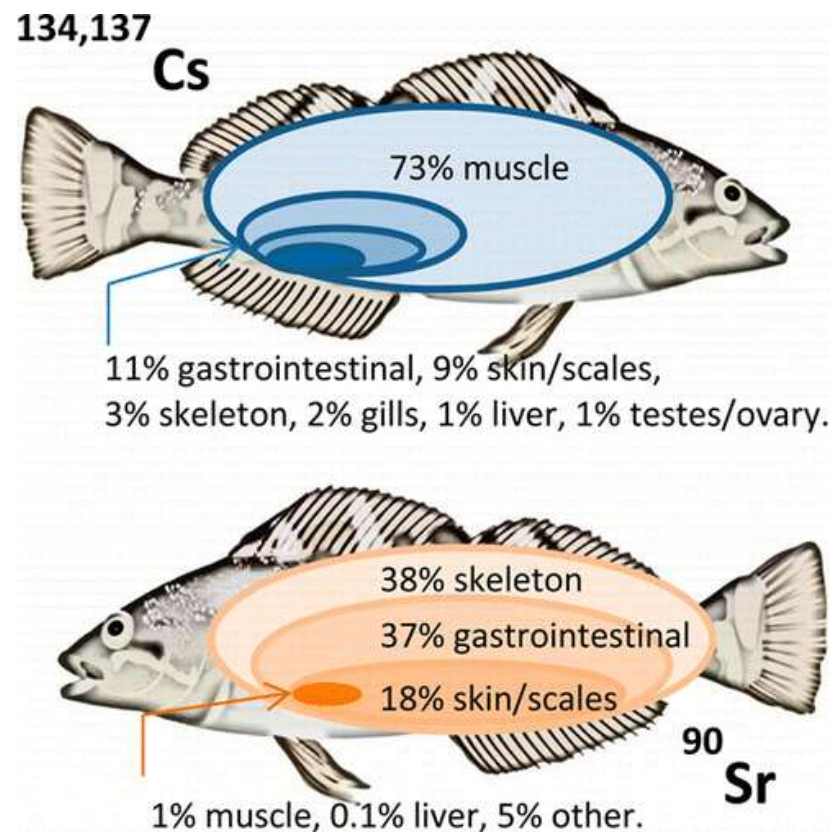 134,137
Cs
73% muscle
11% gastrointestinal, 9% skin/scales,
3% skeleton, 2% gills, 1% liver, 1% testes/ovary.
38% skeleton
37% gastrointestinal
18% skin/scales
90
Sr
1% muscle, 0.1% liver, 5% other.